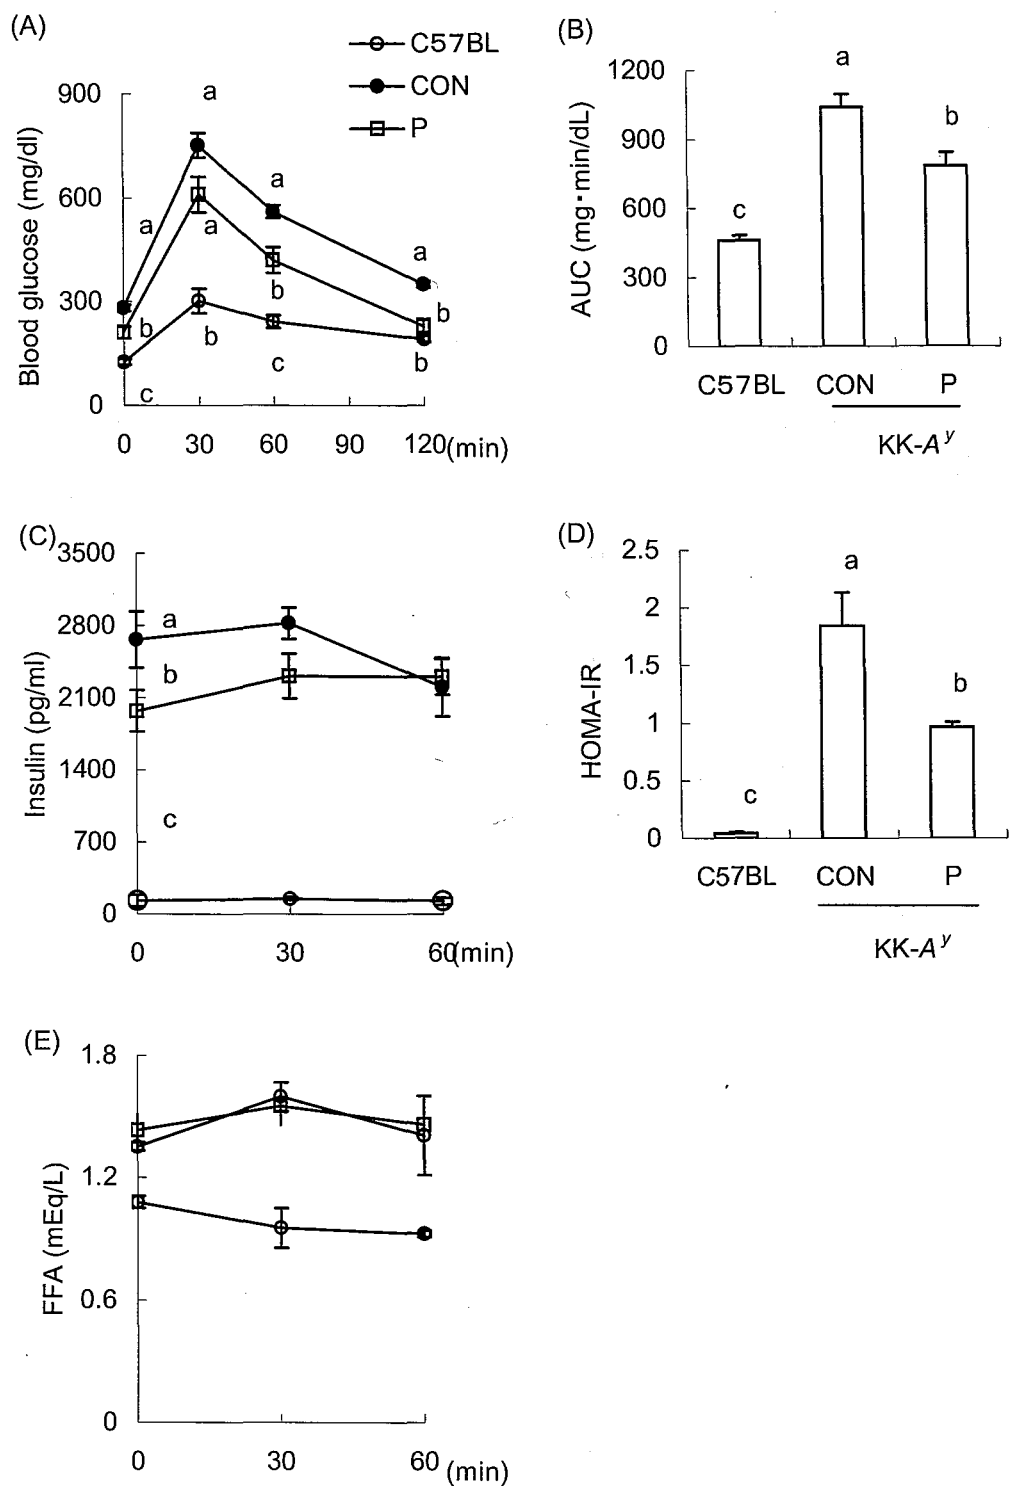 (A)
C57BL
CON
P
Blood glucose (mg/dl)
900
600
300
0
a
a
a
a
a
b
b
b
b
c
c
b
0 30 60 90 120(min)
(B)
AUC (mg·min/dL)
1200
900
600
300
0
a
b
c
C57BL CON P
KK-Aʸ
(C)
Insulin (pg/ml)
3500
2800
2100
1400
700
0
a
b
c
0 30 60(min)
(D)
HOMA-IR
2.5
2
1.5
1
0.5
0
a
b
c
C57BL CON P
KK-Aʸ
(E)
FFA (mEq/L)
1.8
1.2
0.6
0
0 30 60 (min)